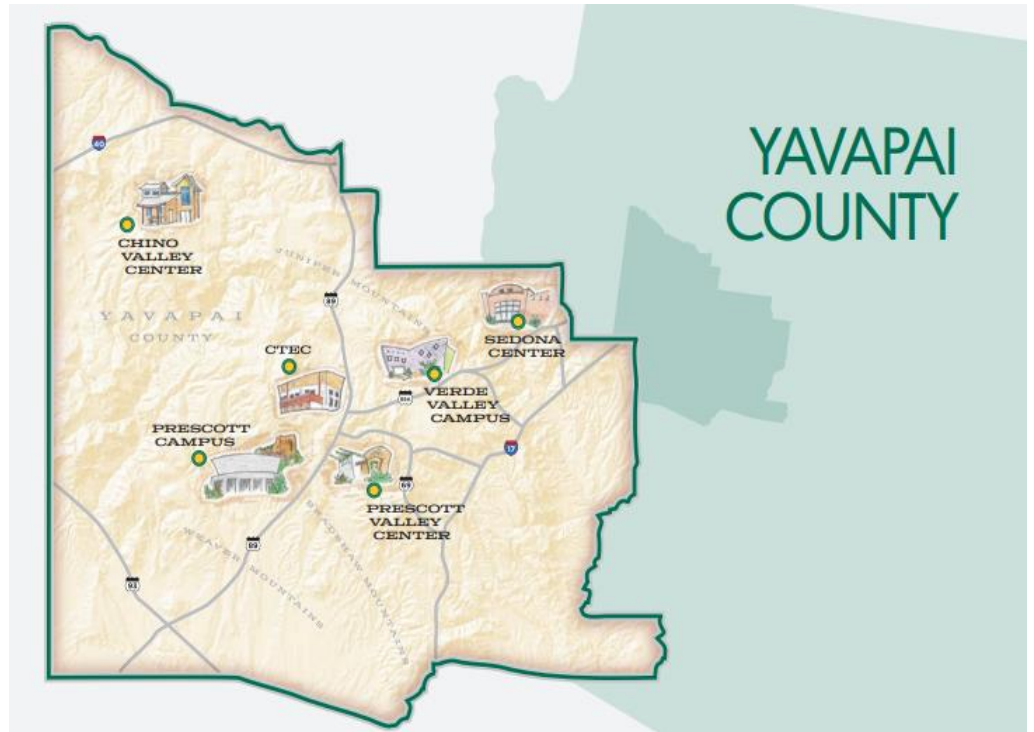 YAVAPAI
COUNTY
40
CHINO
VALLEY
CENTER
JUNIPER MOUNTAINS
89
YAVAPAI
COUNTY
SEDONA
CENTER
CTEC
VERDE
VALLEY
CAMPUS
89A
PRESCOTT
CAMPUS
17
69
PRESCOTT
VALLEY
CENTER
89
WEAVER MOUNTAINS
BRADSHAW MOUNTAINS
93